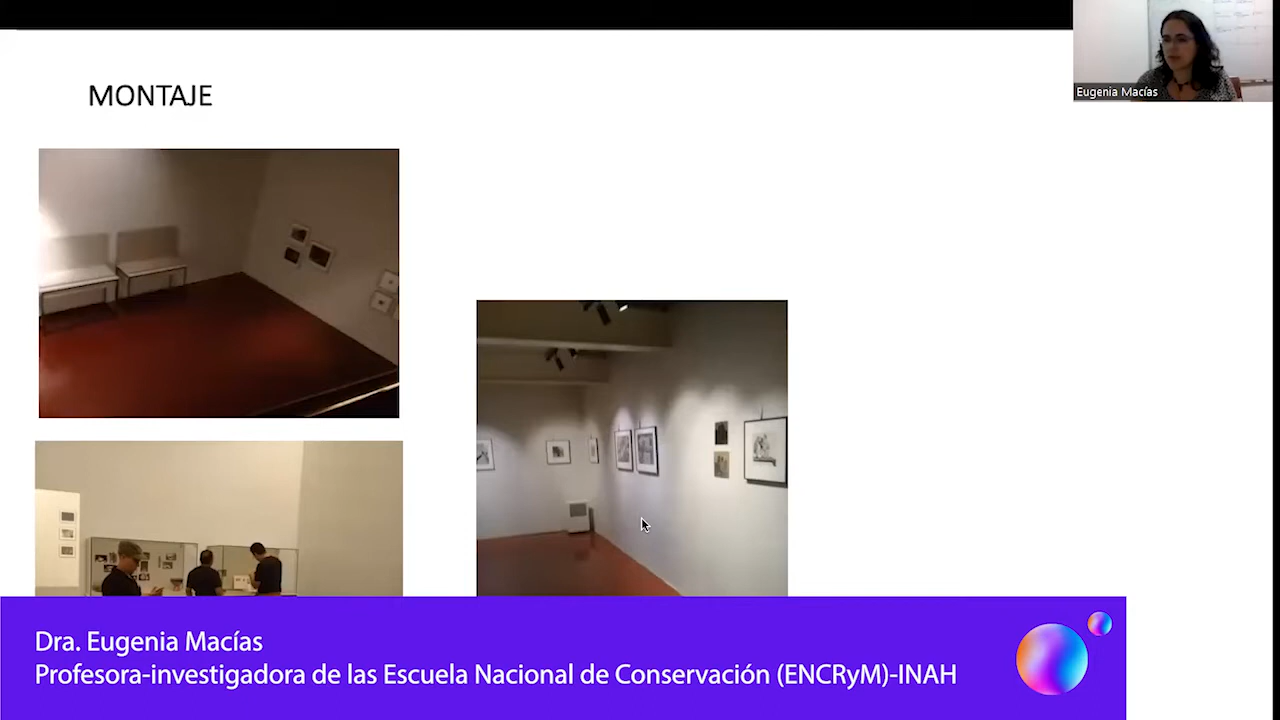 MONTAJE
Eugenia Macías
Dra. Eugenia Macías
Profesora-investigadora de las Escuela Nacional de Conservación (ENCRyM)-INAH